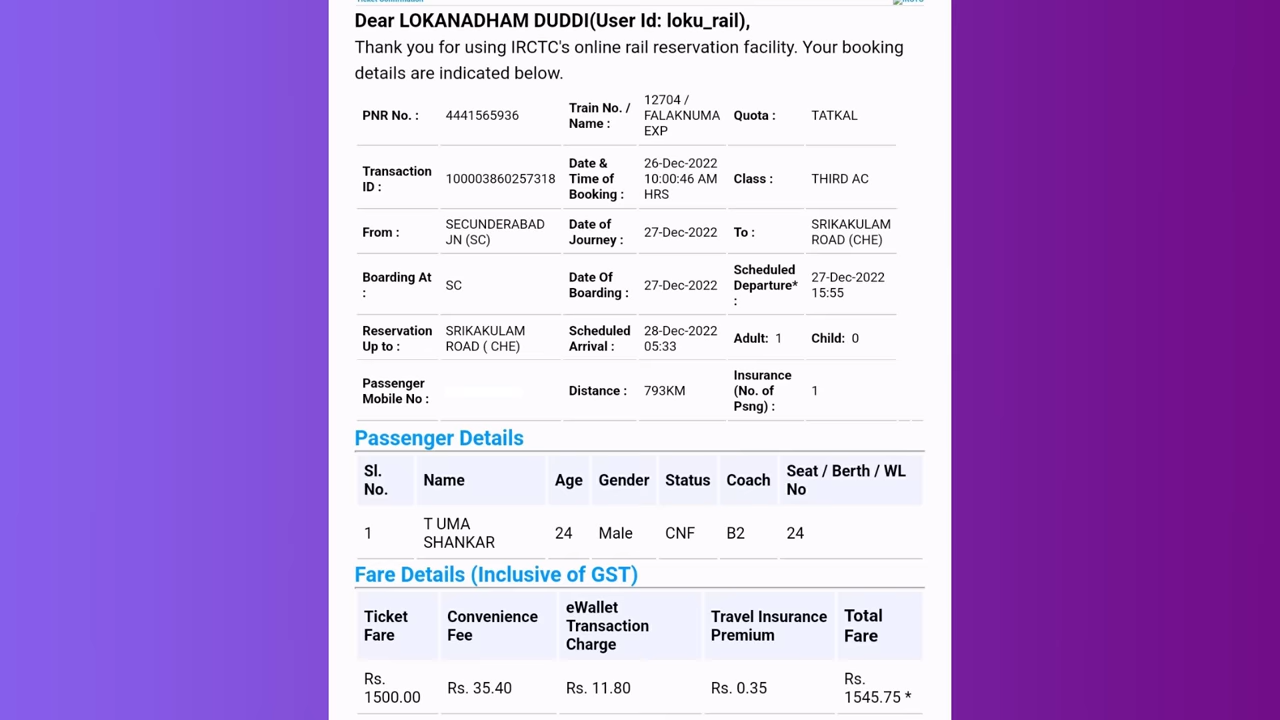 Dear LOKANADHAM DUDDI(User Id: loku_rail),
Thank you for using IRCTC's online rail reservation facility. Your booking
details are indicated below.
PNR No. : 4441565936 Train No. / Name : 12704 / FALAKNUMA EXP Quota : TATKAL
Transaction ID : 100003860257318 Date & Time of Booking : 26-Dec-2022 10:00:46 AM HRS Class : THIRD AC
From : SECUNDERABAD JN (SC) Date of Journey : 27-Dec-2022 To : SRIKAKULAM ROAD (CHE)
Boarding At : SC Date Of Boarding : 27-Dec-2022 Scheduled Departure* : 27-Dec-2022 15:55
Reservation Up to : SRIKAKULAM ROAD ( CHE) Scheduled Arrival : 28-Dec-2022 05:33 Adult: 1 Child: 0
Passenger Mobile No : Distance : 793KM Insurance (No. of Psng) : 1
Passenger Details
Sl. No. Name Age Gender Status Coach Seat / Berth / WL No
1 T UMA SHANKAR 24 Male CNF B2 24
Fare Details (Inclusive of GST)
Ticket Fare Convenience Fee eWallet Transaction Charge Travel Insurance Premium Total Fare
Rs. 1500.00 Rs. 35.40 Rs. 11.80 Rs. 0.35 Rs. 1545.75 *